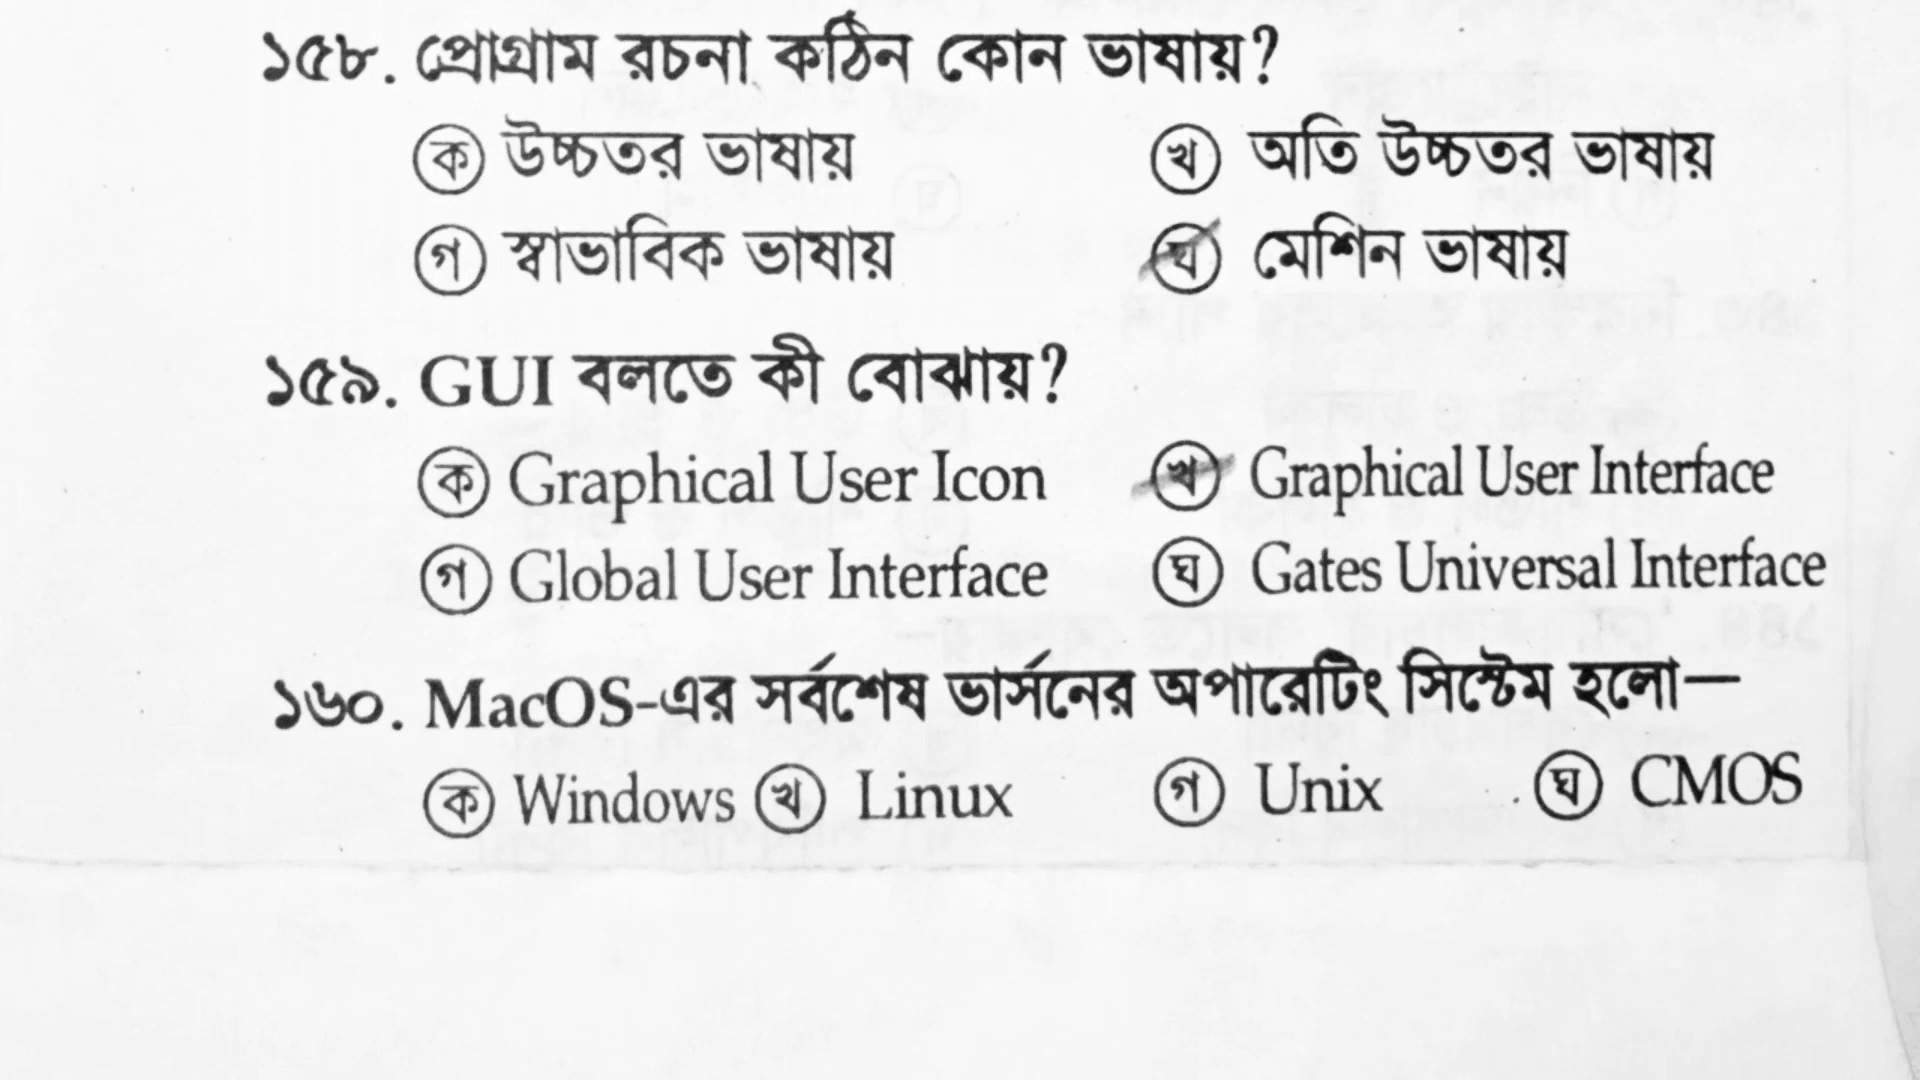 ১৫৮. প্রোগ্রাম রচনা কঠিন কোন ভাষায়?
ক উচ্চতর ভাষায় খ অতি উচ্চতর ভাষায়
গ স্বাভাবিক ভাষায় ঘ মেশিন ভাষায়
১৫৯. GUI বলতে কী বোঝায়?
ক Graphical User Icon খ Graphical User Interface
গ Global User Interface ঘ Gates Universal Interface
১৬০. MacOS-এর সর্বশেষ ভার্সনের অপারেটিং সিস্টেম হলো—
ক Windows খ Linux গ Unix ঘ CMOS